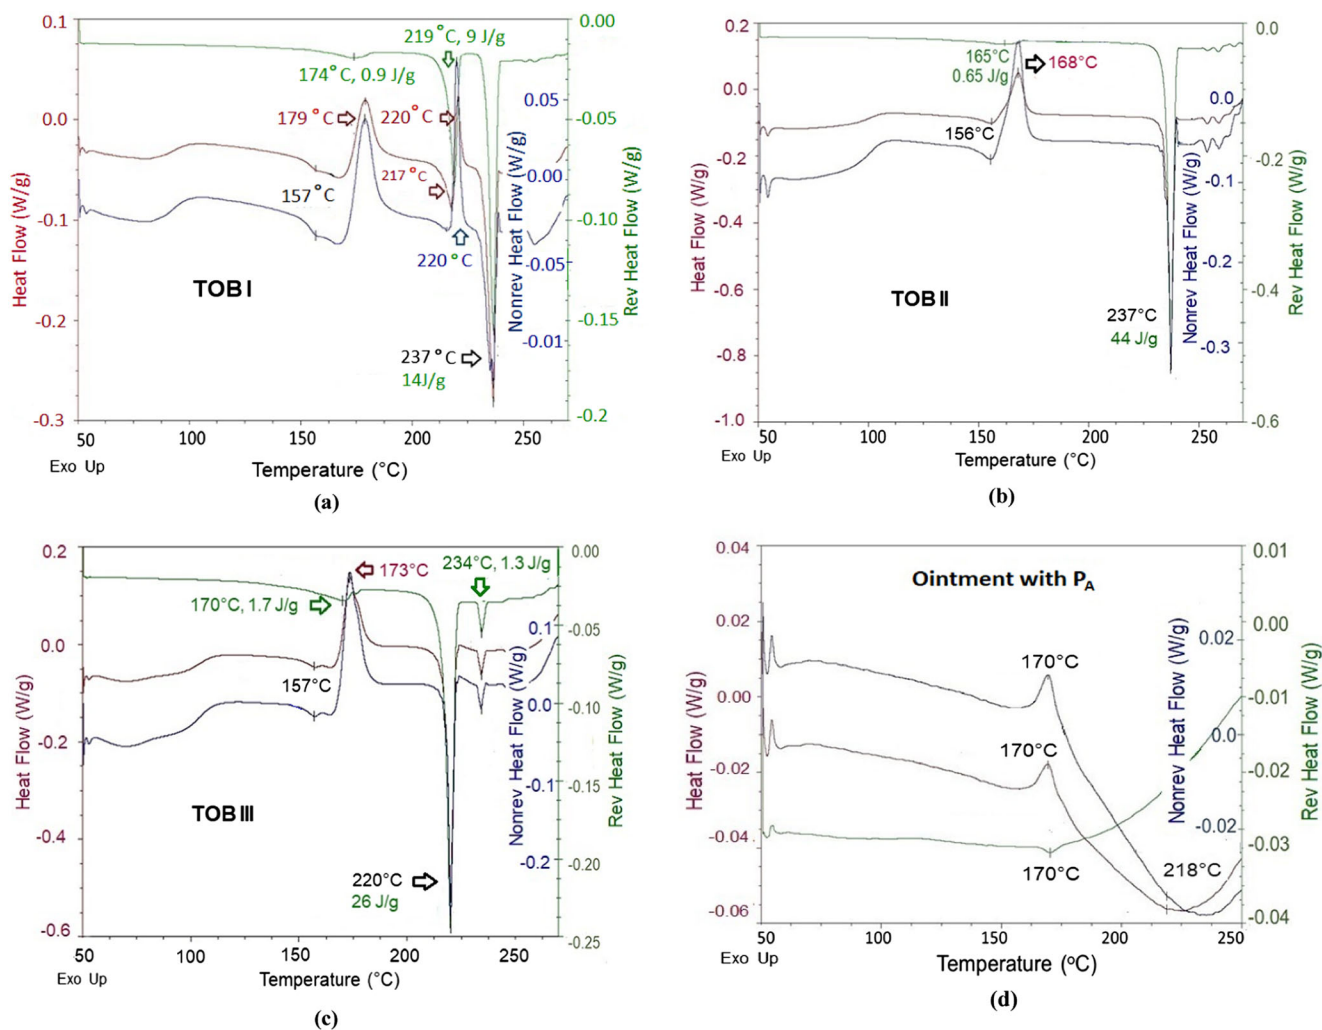 0.1
0.0
-0.1
-0.2
-0.3
Heat Flow (W/g)
219°C, 9 J/g
174°C, 0.9 J/g
179°C
220°C
217°C
157°C
220°C
TOB I
237°C
14J/g
0.05
0.00
-0.05
-0.01
Nonrev Heat Flow (W/g)
0.00
-0.05
-0.10
-0.15
-0.2
Rev Heat Flow (W/g)
50
100
150
200
250
Exo Up
Temperature (°C)
(a)
0.2
0.0
-0.2
-0.4
-0.6
-0.8
-1.0
Heat Flow (W/g)
165°C
0.65 J/g
168°C
156°C
TOB II
237°C
44 J/g
0.0
-0.1
-0.2
-0.3
Nonrev Heat Flow (W/g)
0.0
-0.2
-0.4
-0.6
Rev Heat Flow (W/g)
50
100
150
200
250
Exo Up
Temperature (°C)
(b)
0.2
0.0
-0.2
-0.4
-0.6
Heat Flow (W/g)
173°C
234°C, 1.3 J/g
170°C, 1.7 J/g
157°C
TOB III
220°C
26 J/g
0.1
0.0
-0.1
-0.2
Nonrev Heat Flow (W/g)
0.00
-0.05
-0.10
-0.15
-0.20
-0.25
Rev Heat Flow (W/g)
50
100
150
200
250
Exo Up
Temperature (°C)
(c)
0.04
0.02
0.00
-0.02
-0.04
-0.06
Heat Flow (W/g)
Ointment with PA
170°C
170°C
170°C
218°C
0.02
0.0
-0.02
Nonrev Heat Flow (W/g)
0.01
0.00
-0.01
-0.02
-0.03
-0.04
Rev Heat Flow (W/g)
50
100
150
200
250
Exo Up
Temperature (°C)
(d)